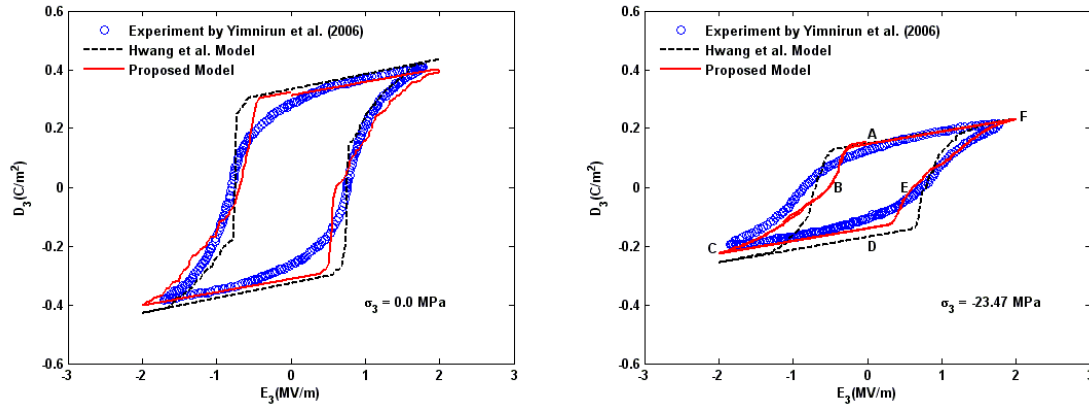 0.6
0.4
0.2
0
-0.2
-0.4
-0.6
D₃(C/m²)
Experiment by Yimnirun et al. (2006)
Hwang et al. Model
Proposed Model
σ₃ = 0.0 MPa
-3 -2 -1 0 1 2 3
E₃(MV/m)
0.6
0.4
0.2
0
-0.2
-0.4
-0.6
D₃(C/m²)
Experiment by Yimnirun et al. (2006)
Hwang et al. Model
Proposed Model
F
A
B
E
C
D
σ₃ = -23.47 MPa
-3 -2 -1 0 1 2 3
E₃(MV/m)